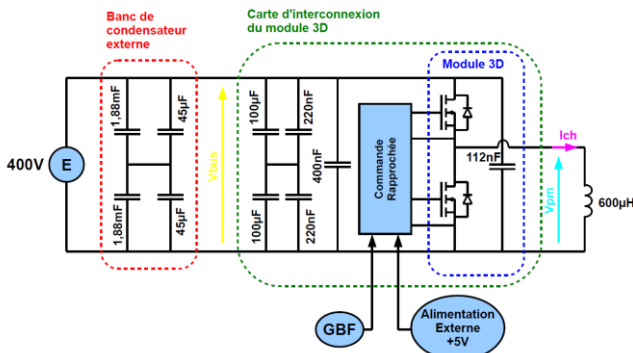 Banc de
condensateur
externe
Carte d'interconnexion
du module 3D
Module 3D
400V
E
1,88mF
45µF
1,88mF
45µF
Vbus
100µF
220nF
100µF
220nF
400nF
Commande
Rapprochée
112nF
Ich
Vpm
600µH
GBF
Alimentation
Externe
+5V